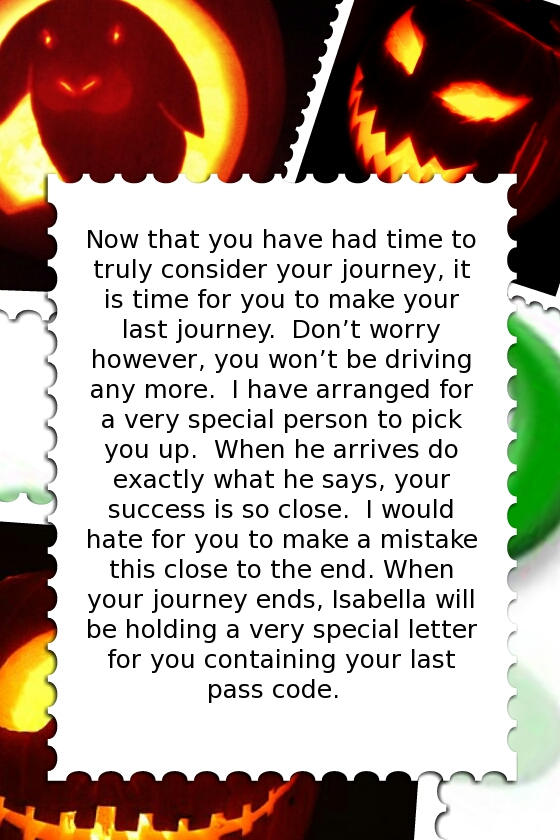 Now that you have had time to
truly consider your journey, it
is time for you to make your
last journey.  Don’t worry
however, you won’t be driving
any more.  I have arranged for
a very special person to pick
you up.  When he arrives do
exactly what he says, your
success is so close.  I would
hate for you to make a mistake
this close to the end. When
your journey ends, Isabella will
be holding a very special letter
for you containing your last
pass code.